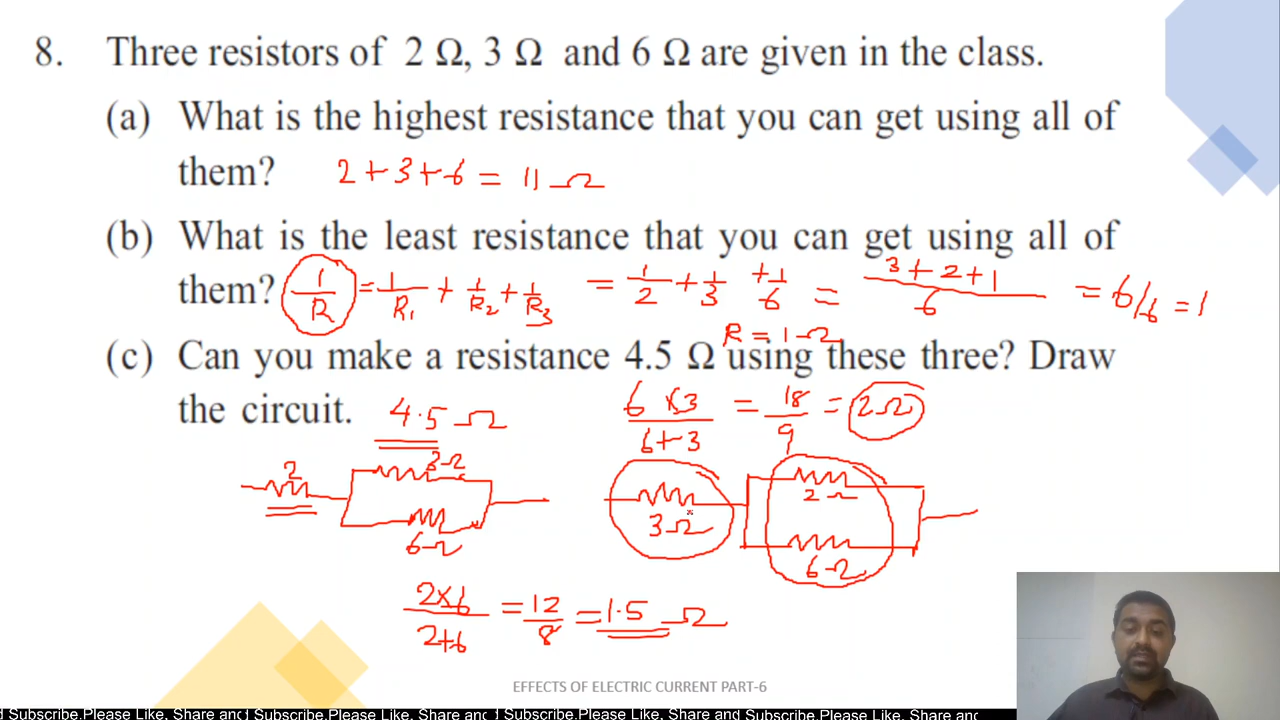 8. Three resistors of 2 Ω, 3 Ω and 6 Ω are given in the class.
(a) What is the highest resistance that you can get using all of
them? 2+3+6 = 11 Ω
(b) What is the least resistance that you can get using all of
them? 1/R = 1/R₁ + 1/R₂ + 1/R₃ = 1/2 + 1/3 + 1/6 = 3+2+1/6 = 6/6 = 1
R = 1 Ω
(c) Can you make a resistance 4.5 Ω using these three? Draw
the circuit. 4.5 Ω
6 × 3/6+3 = 18/9 = 2 Ω
2
3 Ω
6 Ω
3 Ω
2 Ω
6 Ω
2×6/2+6 = 12/8 = 1.5 Ω
EFFECTS OF ELECTRIC CURRENT PART-6
Subscribe.Please Like, Share and Subscribe.Please Like, Share and Subscribe.Please Like, Share and Subscribe.Please Like, Share and